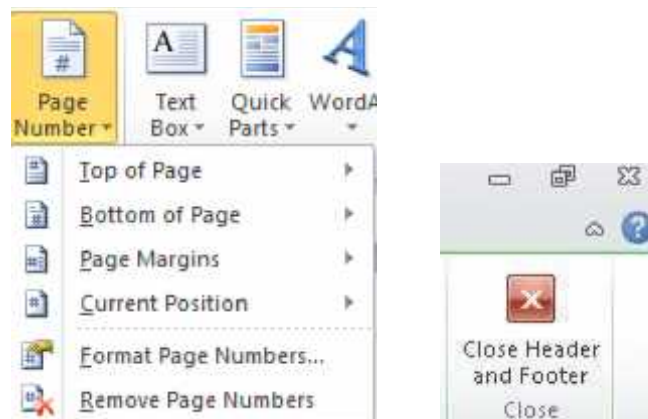 #
A
A
Page
Number
Text
Box
Quick
Parts
WordA
Top of Page
Bottom of Page
Page Margins
Current Position
Format Page Numbers...
Remove Page Numbers
?
Close Header
and Footer
Close